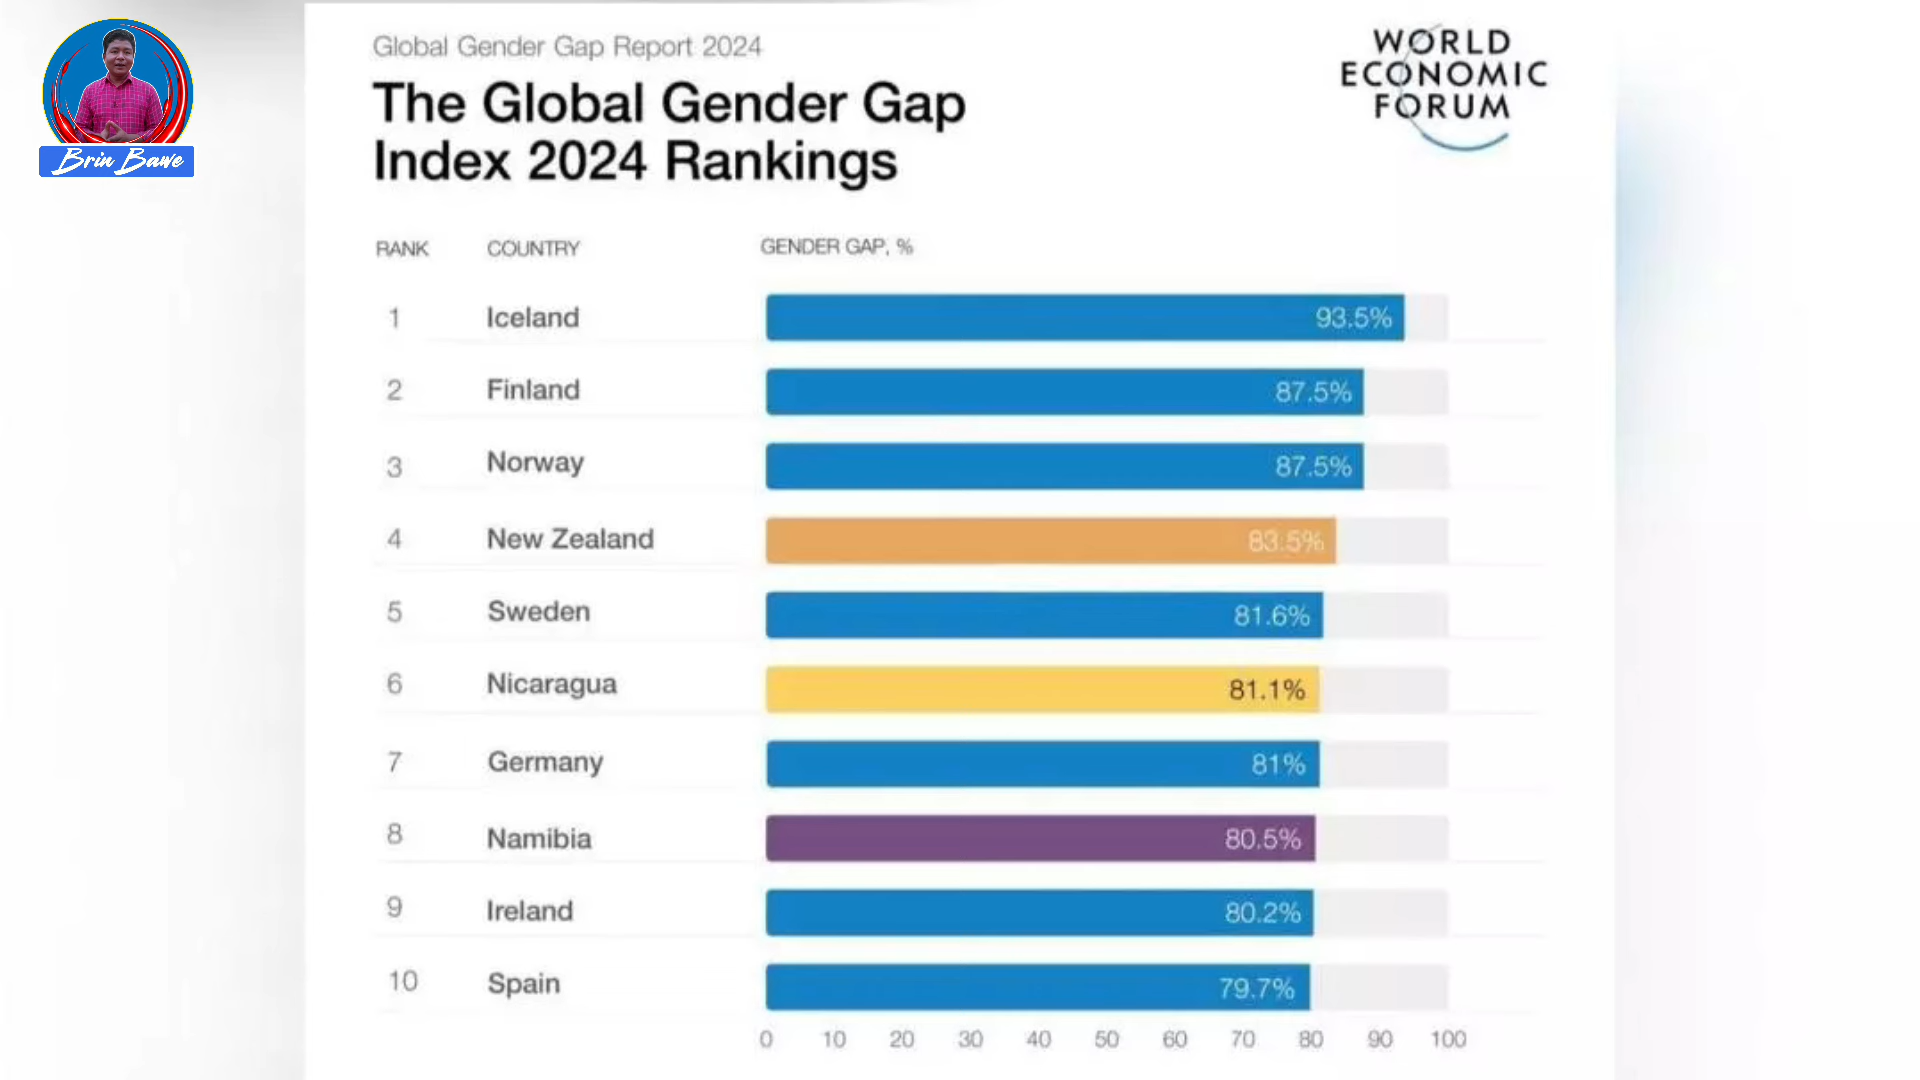 Brin Bawe
Global Gender Gap Report 2024
The Global Gender Gap
Index 2024 Rankings
WORLD
ECONOMIC
FORUM
RANK COUNTRY GENDER GAP, %
1 Iceland 93.5%
2 Finland 87.5%
3 Norway 87.5%
4 New Zealand 83.5%
5 Sweden 81.6%
6 Nicaragua 81.1%
7 Germany 81%
8 Namibia 80.5%
9 Ireland 80.2%
10 Spain 79.7%
0 10 20 30 40 50 60 70 80 90 100